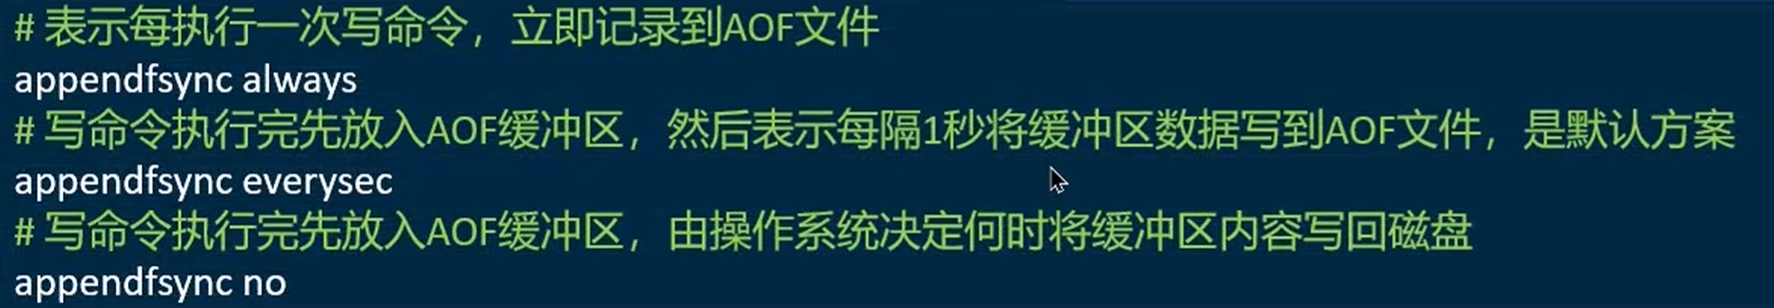 # 表示每执行一次写命令，立即记录到AOF文件
appendfsync always
# 写命令执行完先放入AOF缓冲区，然后表示每隔1秒将缓冲区数据写到AOF文件，是默认方案
appendfsync everysec
# 写命令执行完先放入AOF缓冲区，由操作系统决定何时将缓冲区内容写回磁盘
appendfsync no